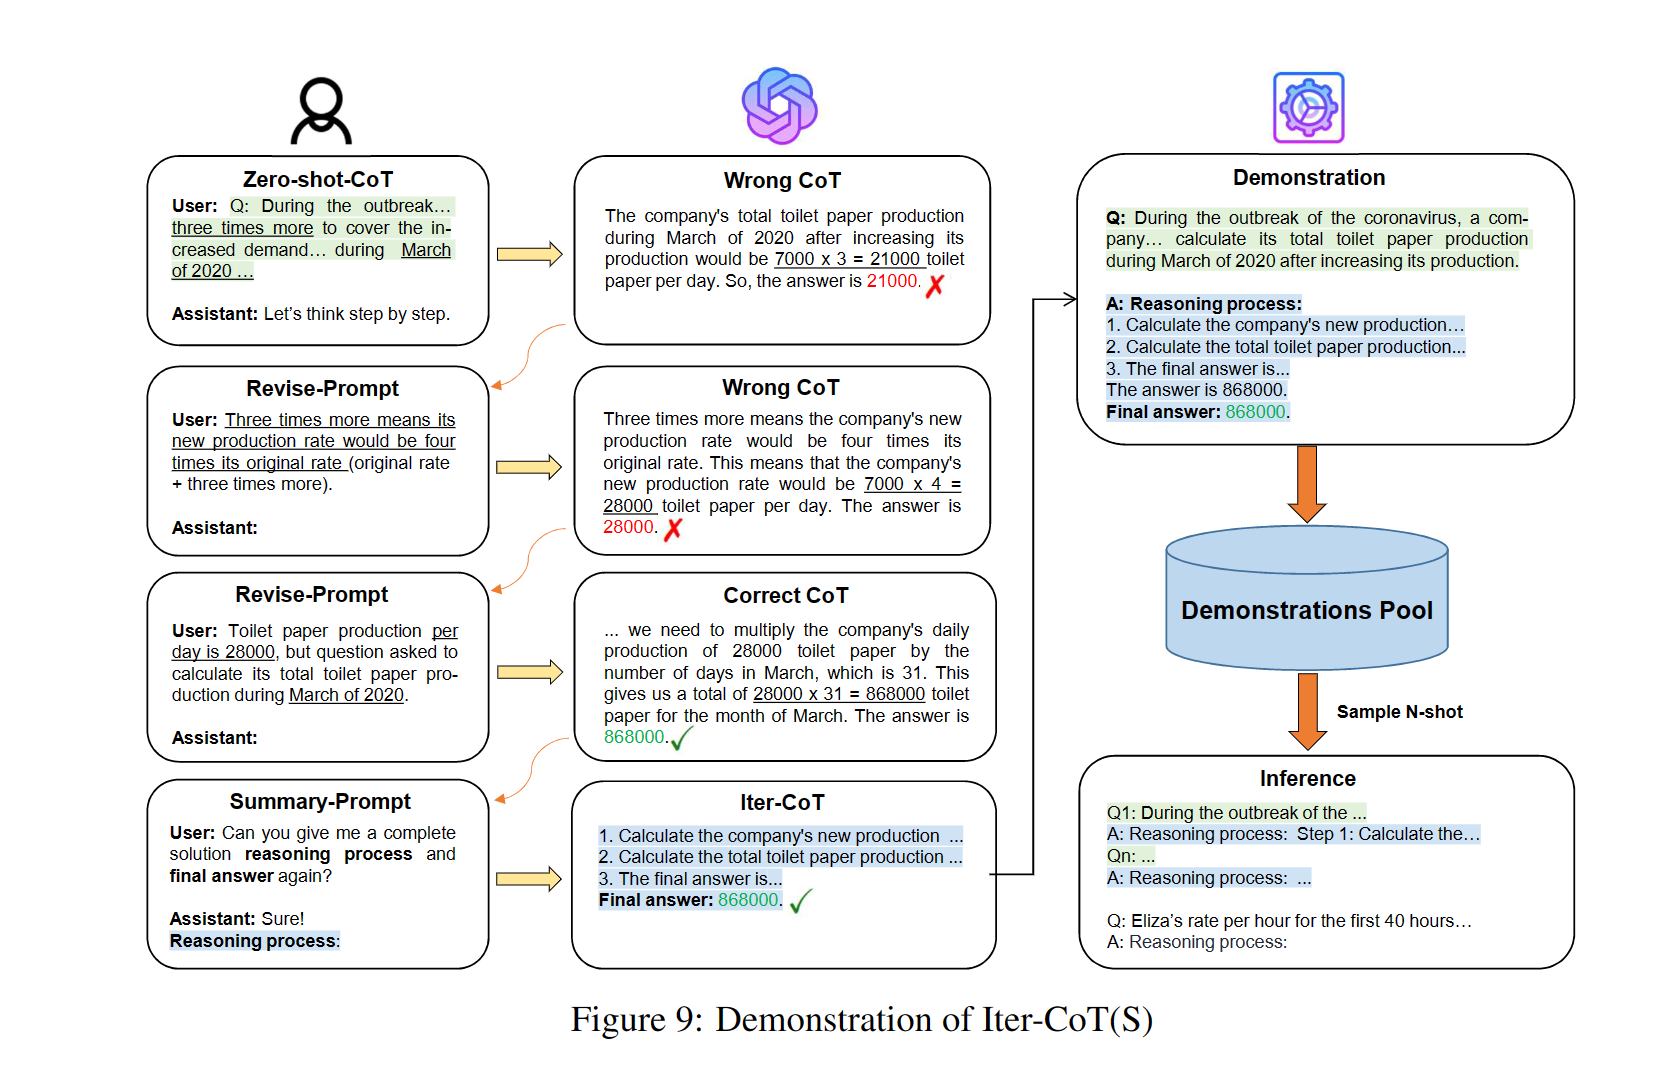 Zero-shot-CoT
User: Q: During the outbreak…
three times more to cover the in-
creased demand… during March
of 2020 …
Assistant: Let’s think step by step.
Wrong CoT
The company's total toilet paper production
during March of 2020 after increasing its
production would be 7000 x 3 = 21000 toilet
paper per day. So, the answer is 21000.
Revise-Prompt
User: Three times more means its
new production rate would be four
times its original rate (original rate
+ three times more).
Assistant:
Wrong CoT
Three times more means the company's new
production rate would be four times its
original rate. This means that the company's
new production rate would be 7000 x 4 =
28000 toilet paper per day. The answer is
28000.
Revise-Prompt
User: Toilet paper production per
day is 28000, but question asked to
calculate its total toilet paper pro-
duction during March of 2020.
Assistant:
Correct CoT
... we need to multiply the company's daily
production of 28000 toilet paper by the
number of days in March, which is 31. This
gives us a total of 28000 x 31 = 868000 toilet
paper for the month of March. The answer is
868000.
Summary-Prompt
User: Can you give me a complete
solution reasoning process and
final answer again?
Assistant: Sure!
Reasoning process:
Iter-CoT
1. Calculate the company's new production ...
2. Calculate the total toilet paper production ...
3. The final answer is...
Final answer: 868000.
Demonstration
Q: During the outbreak of the coronavirus, a com-
pany… calculate its total toilet paper production
during March of 2020 after increasing its production.
A: Reasoning process:
1. Calculate the company's new production…
2. Calculate the total toilet paper production...
3. The final answer is...
The answer is 868000.
Final answer: 868000.
Demonstrations Pool
Sample N-shot
Inference
Q1: During the outbreak of the ...
A: Reasoning process: Step 1: Calculate the…
Qn: ...
A: Reasoning process: ...
Q: Eliza’s rate per hour for the first 40 hours…
A: Reasoning process:
Figure 9: Demonstration of Iter-CoT(S)